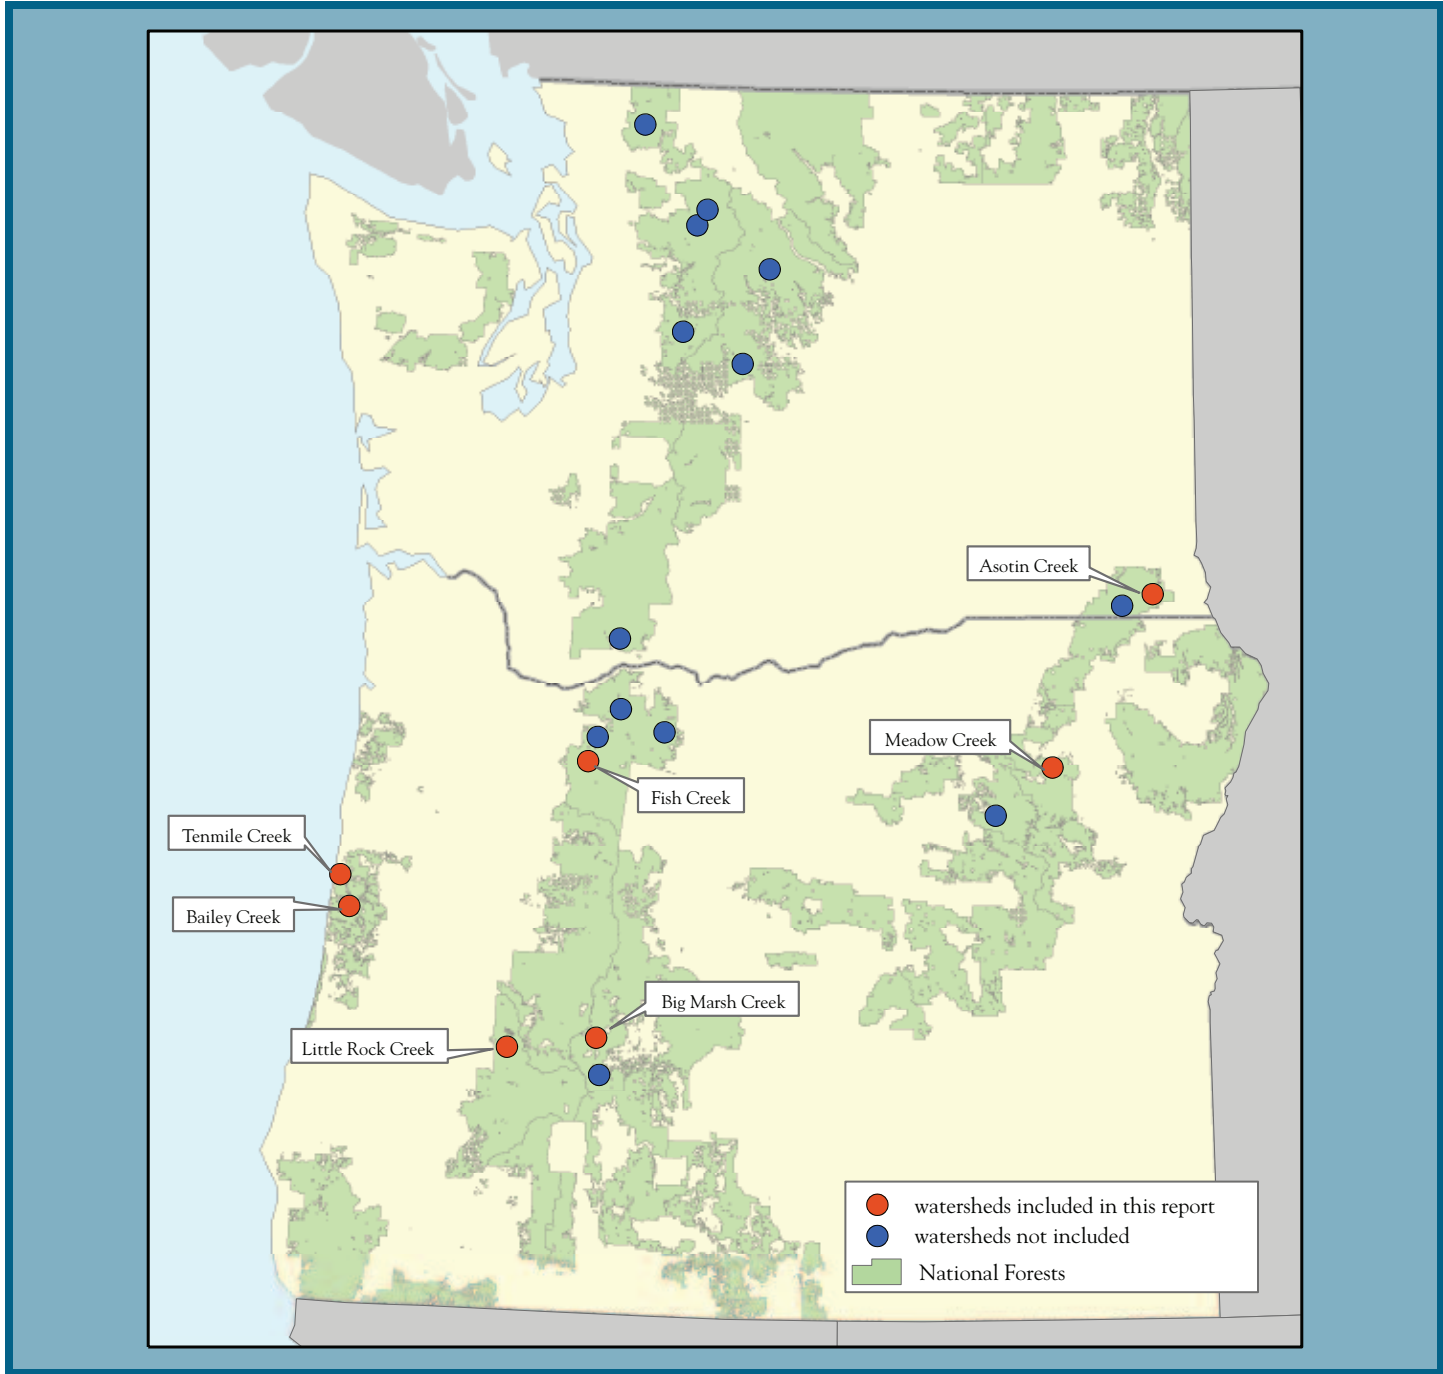 Asotin Creek
Meadow Creek
Fish Creek
Tenmile Creek
Bailey Creek
Big Marsh Creek
Little Rock Creek
watersheds included in this report
watersheds not included
National Forests